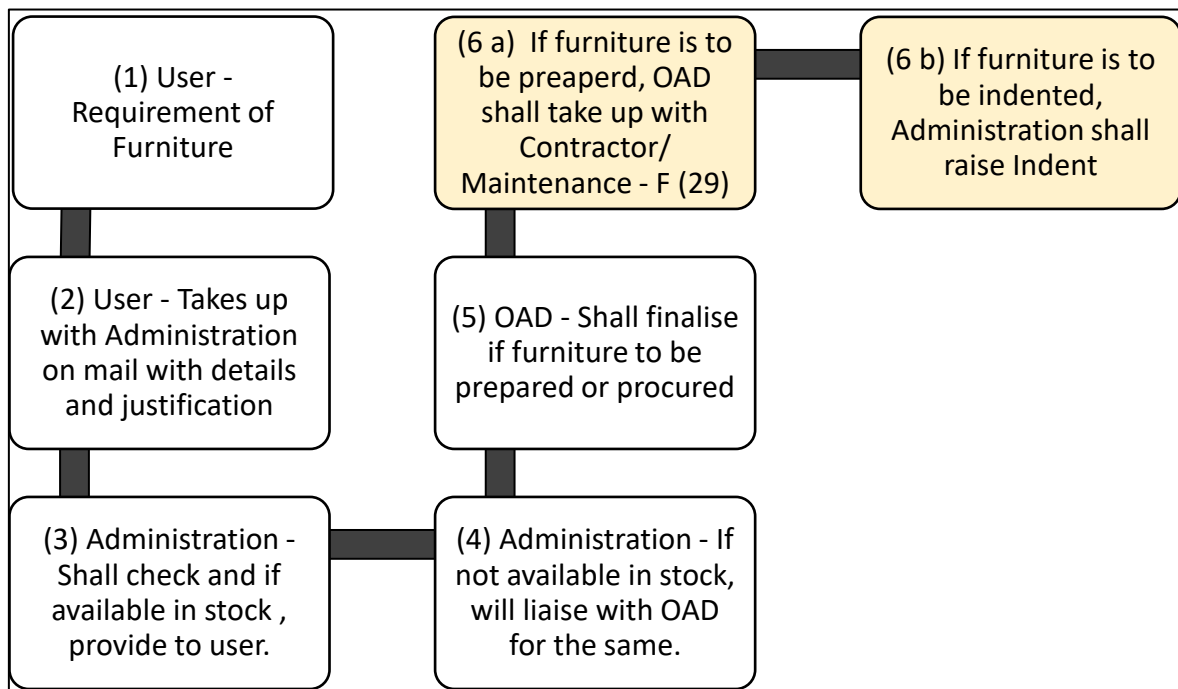 (1) User -
Requirement of
Furniture
(2) User - Takes up
with Administration
on mail with details
and justification
(3) Administration -
Shall check and if
available in stock ,
provide to user.
(4) Administration - If
not available in stock,
will liaise with OAD
for the same.
(5) OAD - Shall finalise
if furniture to be
prepared or procured
(6 a)  If furniture is to
be preaperd, OAD
shall take up with
Contractor/
Maintenance - F (29)
(6 b) If furniture is to
be indented,
Administration shall
raise Indent